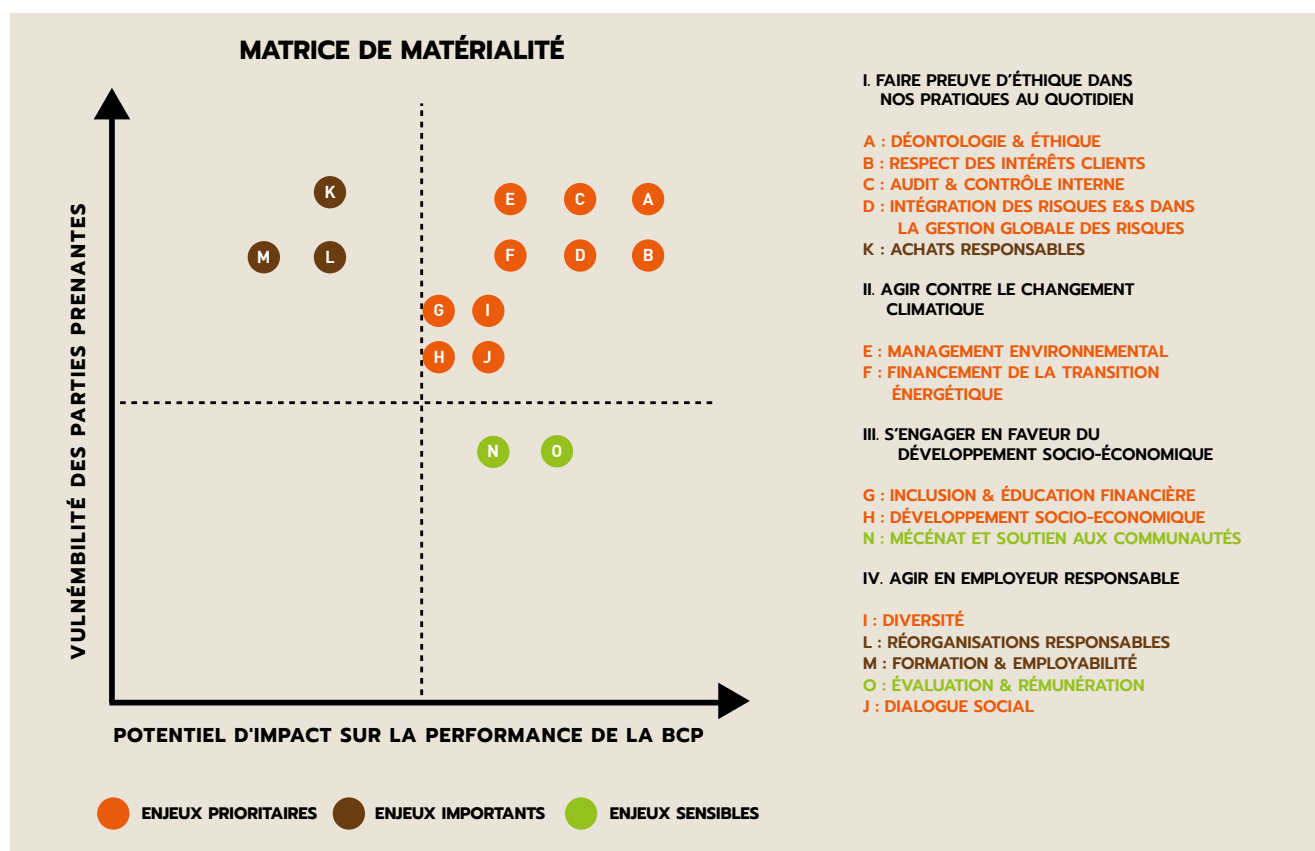 MATRICE DE MATÉRIALITÉ
VULNÉMBILITÉ DES PARTIES PRENANTES
K
E
C
A
M
L
F
D
B
G
I
H
J
N
O
POTENTIEL D'IMPACT SUR LA PERFORMANCE DE LA BCP
ENJEUX PRIORITAIRES
ENJEUX IMPORTANTS
ENJEUX SENSIBLES
I. FAIRE PREUVE D'ÉTHIQUE DANS
NOS PRATIQUES AU QUOTIDIEN
A : DÉONTOLOGIE & ÉTHIQUE
B : RESPECT DES INTÉRÊTS CLIENTS
C : AUDIT & CONTRÔLE INTERNE
D : INTÉGRATION DES RISQUES E&S DANS
LA GESTION GLOBALE DES RISQUES
K : ACHATS RESPONSABLES
II. AGIR CONTRE LE CHANGEMENT
CLIMATIQUE
E : MANAGEMENT ENVIRONNEMENTAL
F : FINANCEMENT DE LA TRANSITION
ÉNERGÉTIQUE
III. S'ENGAGER EN FAVEUR DU
DÉVELOPPEMENT SOCIO-ÉCONOMIQUE
G : INCLUSION & ÉDUCATION FINANCIÈRE
H : DÉVELOPPEMENT SOCIO-ECONOMIQUE
N : MÉCÉNAT ET SOUTIEN AUX COMMUNAUTÉS
IV. AGIR EN EMPLOYEUR RESPONSABLE
I : DIVERSITÉ
L : RÉORGANISATIONS RESPONSABLES
M : FORMATION & EMPLOYABILITÉ
O : ÉVALUATION & RÉMUNÉRATION
J : DIALOGUE SOCIAL